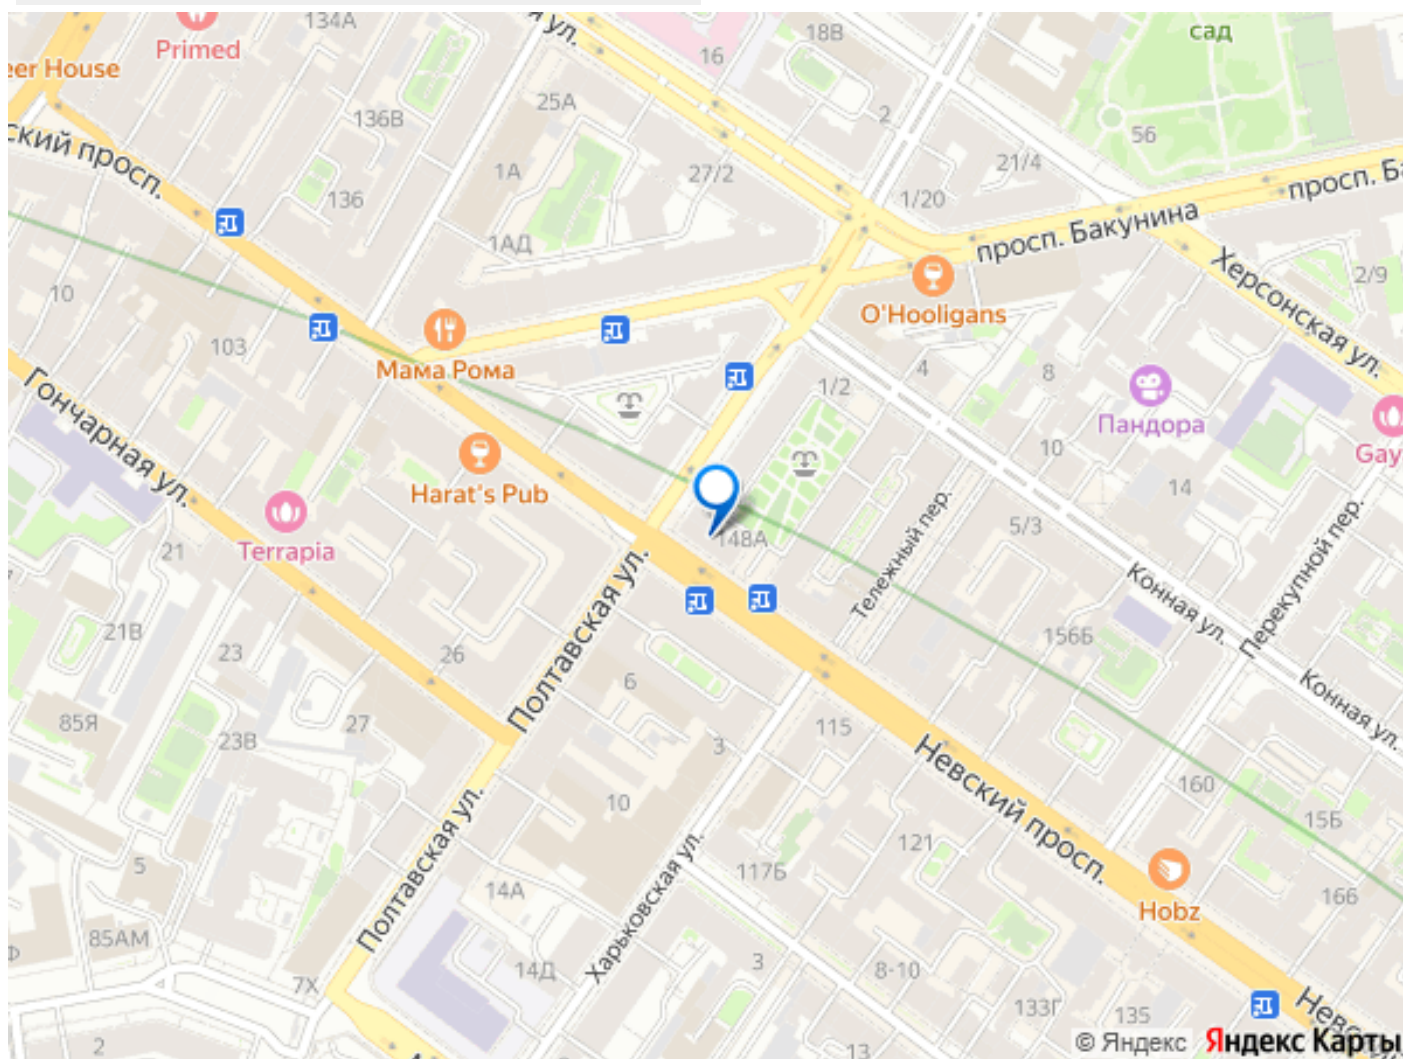 134А
18В
сад
Primed
я ул.
16
eer House
25А
136В
2
56
ский просп.
1А
27/2
21/4
136
1/20
просп. Ба
просп. Бакунина
1АД
10
2/9
Херсонская ул.
O'Hooligans
103
Мама Рома
4
8
1/2
Пандора
Гончарная ул.
10
Gay
Harat's Pub
14
Terrapia
21
148А
5/3
Тележный пер.
Перекупной пер.
Конная ул.
Полтавская ул.
21В
23
26
6
156Б
Конная ул.
85Я
27
23В
3
115
Невский просп.
160
10
15Б
Полтавская ул.
5
121
117Б
Харьковская ул.
14А
166
Hobz
85АМ
Ф
14Д
3
8-10
7Х
133Г
135
Невс
2
13
© Яндекс Яндекс Карты